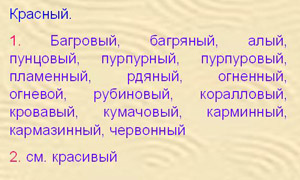 Красный.
1. Багровый, багряный, алый,
пунцовый, пурпурный, пурпуровый,
пламенный, рдяный, огненный,
огневой, рубиновый, коралловый,
кровавый, кумачовый, карминный,
кармазинный, червонный
2. см. красивый